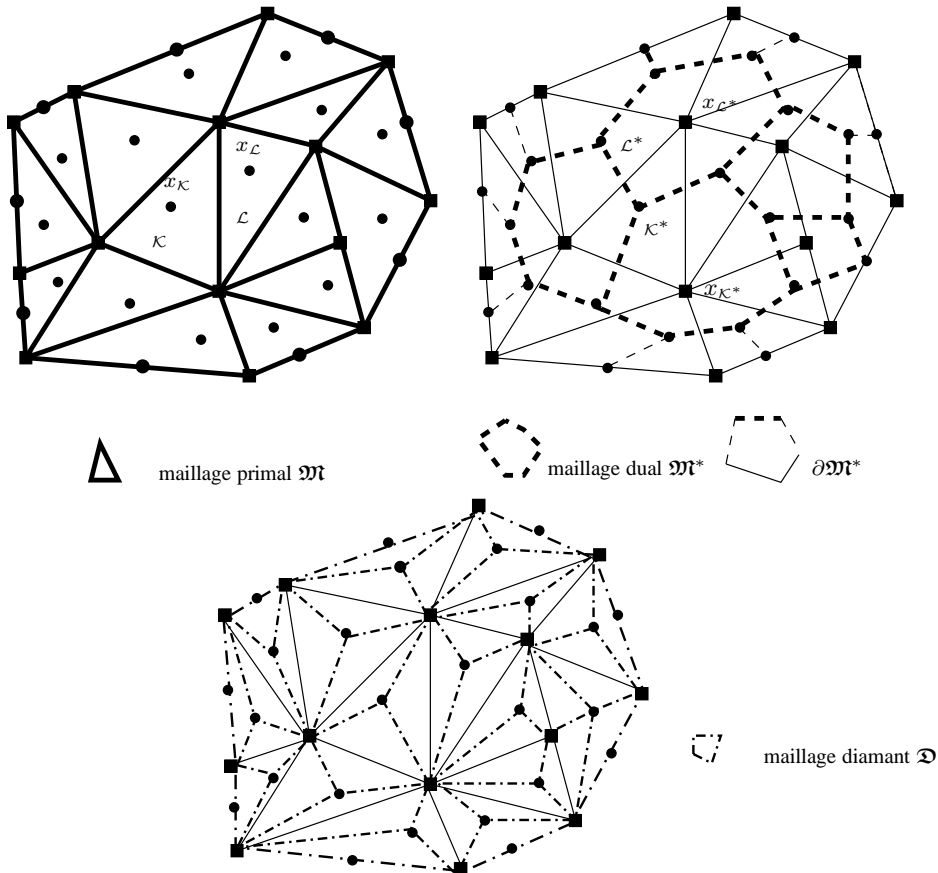 x_𝓛
x_𝓚
𝓛
𝓚
x_𝓛*
𝓛*
𝓚*
x_𝓚*
maillage primal 𝔐
maillage dual 𝔐*
∂𝔐*
maillage diamant 𝔇